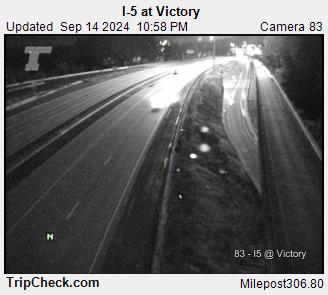 I-5 at Victory
Updated Sep 14 2024 10:58 PM Camera 83
T
N
83 - I5 @ Victory
TripCheck.com Milepost306.80